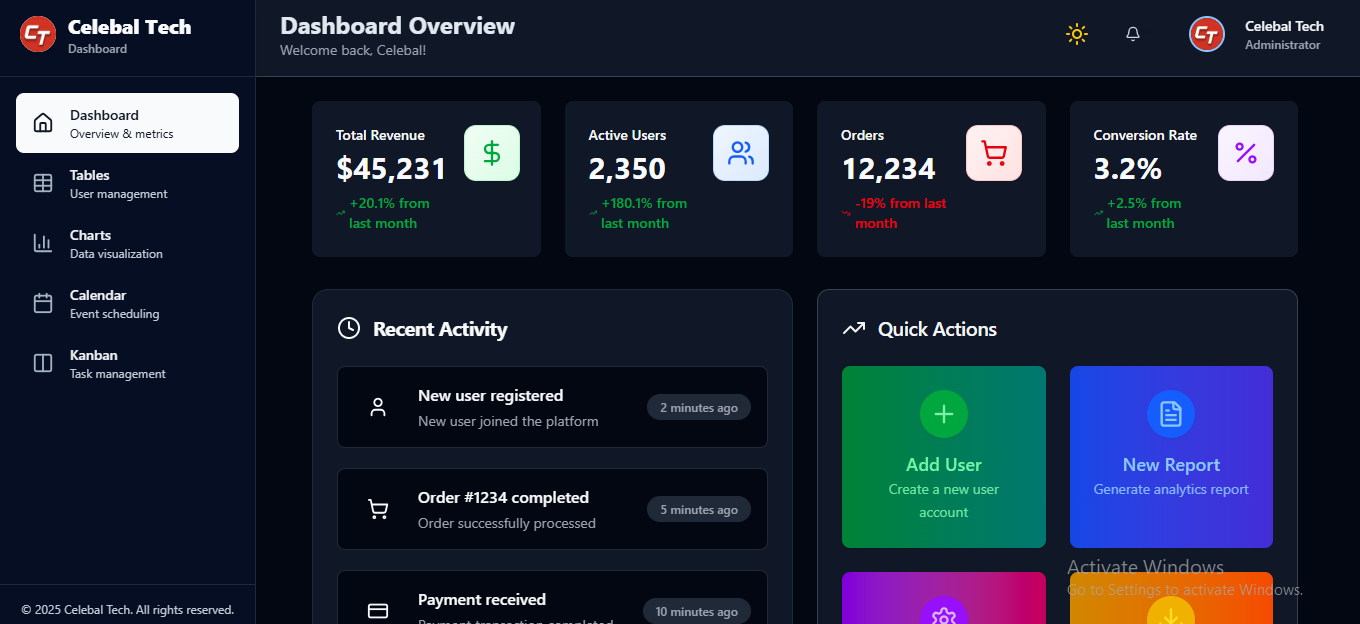 CT
Celebal Tech
Dashboard
Dashboard Overview
Welcome back, Celebal!
CT
Celebal Tech
Administrator
Dashboard
Overview & metrics
Tables
User management
Charts
Data visualization
Calendar
Event scheduling
Kanban
Task management
© 2025 Celebal Tech. All rights reserved.
Total Revenue
$45,231
+20.1% from
last month
$
Active Users
2,350
+180.1% from
last month
Orders
12,234
-19% from last
month
Conversion Rate
3.2%
+2.5% from
last month
%
Recent Activity
New user registered
New user joined the platform
2 minutes ago
Order #1234 completed
Order successfully processed
5 minutes ago
Payment received
Payment transaction completed
10 minutes ago
Quick Actions
Add User
Create a new user
account
New Report
Generate analytics report
Activate Windows
Go to Settings to activate Windows.